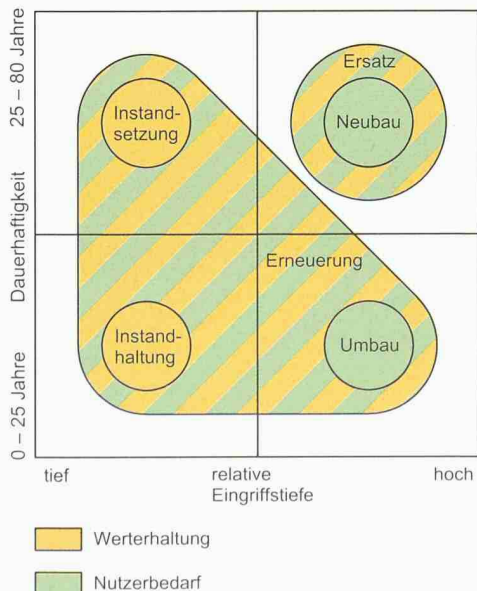 25 – 80 Jahre
Dauerhaftigkeit
0 – 25 Jahre
Instand-
setzung
Ersatz
Neubau
Erneuerung
Instand-
haltung
Umbau
tief
relative
Eingriffstiefe
hoch
Werterhaltung
Nutzerbedarf